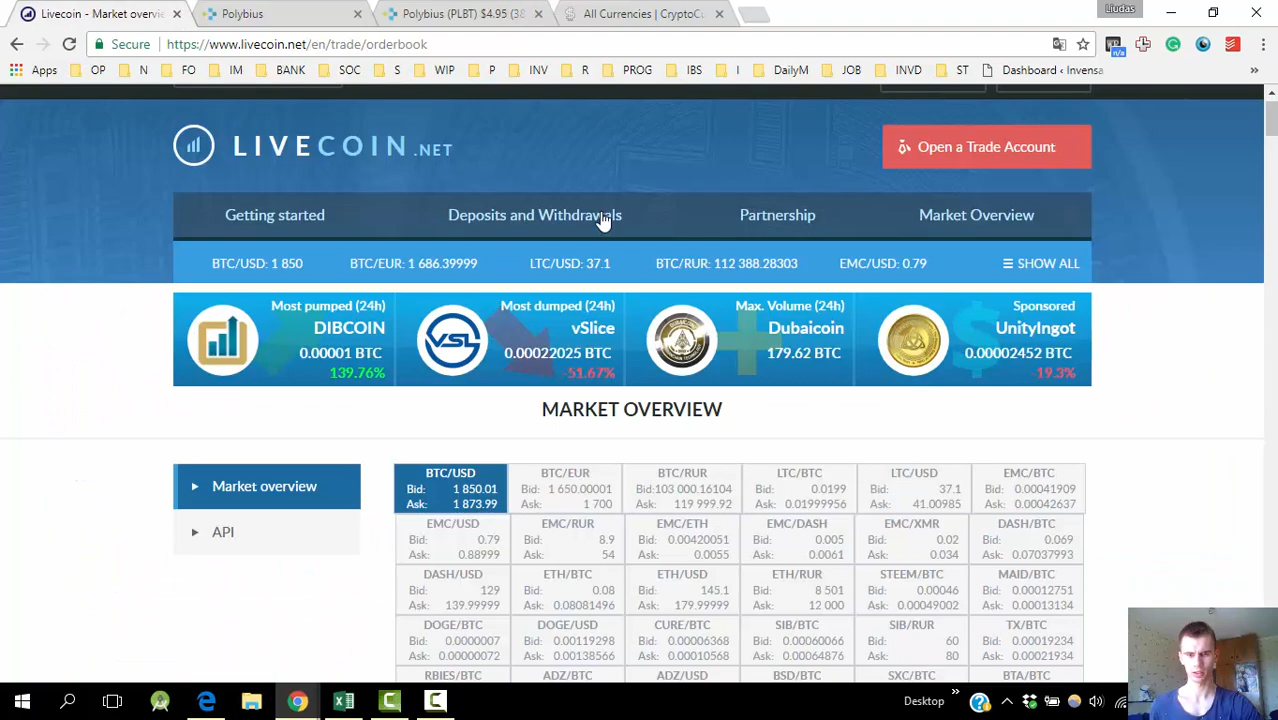 Livecoin - Market overvi
Polybius
Polybius (PLBT) $4.95 (38
All Currencies | CryptoCu
Liudas
Secure
https://www.livecoin.net/en/trade/orderbook
n/a
Apps OP N FO IM BANK SOC S WIP P INV R PROG IBS I DailyM JOB INVD ST Dashboard ‹ Invensa »
LIVECOIN.NET
Open a Trade Account
Getting started Deposits and Withdrawals Partnership Market Overview
BTC/USD: 1 850 BTC/EUR: 1 686.39999 LTC/USD: 37.1 BTC/RUR: 112 388.28303 EMC/USD: 0.79 SHOW ALL
Most pumped (24h)
DIBCOIN
0.00001 BTC
139.76%
VSL
Most dumped (24h)
vSlice
0.00022025 BTC
-51.67%
Max. Volume (24h)
Dubaicoin
179.62 BTC
Sponsored
UnityIngot
0.00002452 BTC
-19.3%
MARKET OVERVIEW
Market overview
API
BTC/USD BTC/EUR BTC/RUR LTC/BTC LTC/USD EMC/BTC
Bid: 1 850.01 Bid: 1 650.00001 Bid: 103 000.16104 Bid: 0.0199 Bid: 37.1 Bid: 0.00041909
Ask: 1 873.99 Ask: 1 700 Ask: 119 999.92 Ask: 0.01999956 Ask: 41.00985 Ask: 0.00042637
EMC/USD EMC/RUR EMC/ETH EMC/DASH EMC/XMR DASH/BTC
Bid: 0.79 Bid: 8.9 Bid: 0.00420051 Bid: 0.005 Bid: 0.02 Bid: 0.069
Ask: 0.88999 Ask: 54 Ask: 0.0055 Ask: 0.0061 Ask: 0.034 Ask: 0.07037993
DASH/USD ETH/BTC ETH/USD ETH/RUR STEEM/BTC MAID/BTC
Bid: 129 Bid: 0.08 Bid: 145.1 Bid: 8 501 Bid: 0.00046 Bid: 0.00012751
Ask: 139.99999 Ask: 0.08081496 Ask: 179.99999 Ask: 12 000 Ask: 0.00049002 Ask: 0.00013134
DOGE/BTC DOGE/USD CURE/BTC SIB/BTC SIB/RUR TX/BTC
Bid: 0.0000007 Bid: 0.00119298 Bid: 0.00006368 Bid: 0.00060066 Bid: 60 Bid: 0.00019234
Ask: 0.00000072 Ask: 0.00138566 Ask: 0.00010568 Ask: 0.00064876 Ask: 80 Ask: 0.00021934
RBIES/BTC ADZ/BTC ADZ/USD BSD/BTC SXC/BTC BTA/BTC
Desktop »